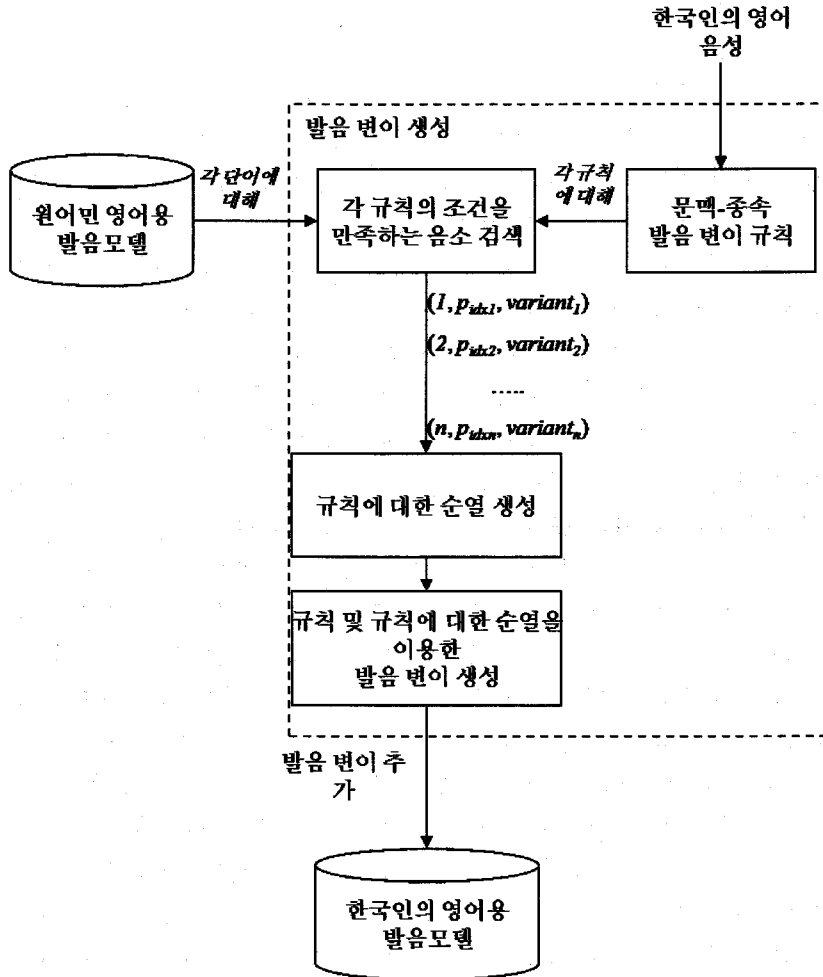 한국인의 영어
음성
발음 변이 생성
각 단어에
대해
각 규칙
에 대해
원어민 영어용
발음모델
각 규칙의 조건을
만족하는 음소 검색
문맥-종속
발음 변이 규칙
(1, p_idx1, variant_1)
(2, p_idx2, variant_2)
.....
(n, p_idxn, variant_n)
규칙에 대한 순열 생성
규칙 및 규칙에 대한 순열을
이용한
발음 변이 생성
발음 변이 추
가
한국인의 영어용
발음모델